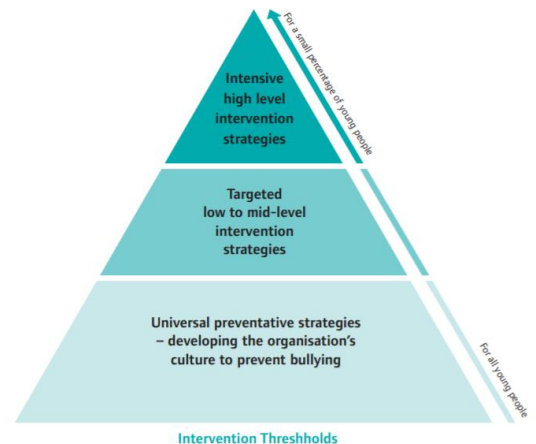 For a small percentage of young people
Intensive
high level
intervention
strategies
Targeted
low to mid-level
intervention
strategies
Universal preventative strategies
– developing the organisation’s
culture to prevent bullying
For all young people
Intervention Threshholds